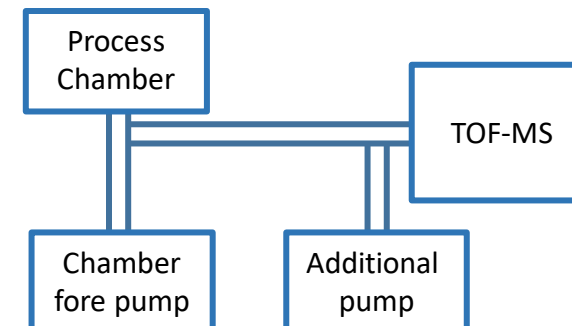 Process
Chamber
TOF-MS
Chamber
fore pump
Additional
pump